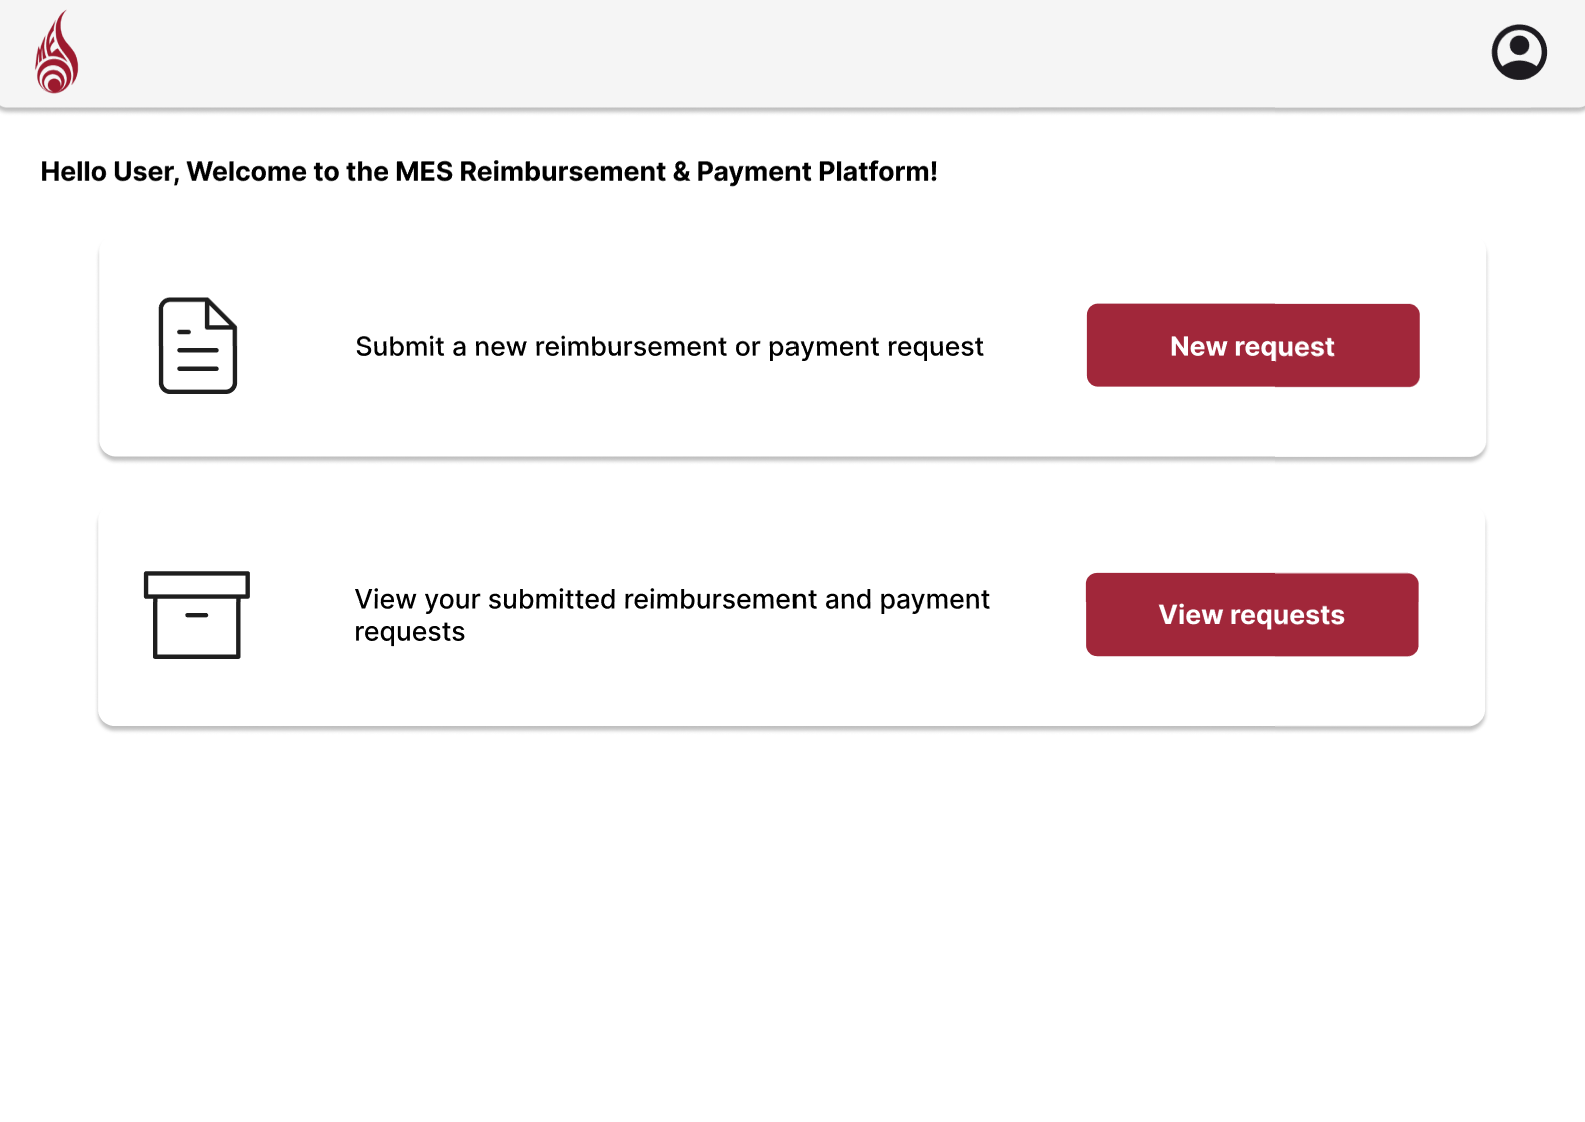 Hello User, Welcome to the MES Reimbursement & Payment Platform!
Submit a new reimbursement or payment request
New request
View your submitted reimbursement and payment
requests
View requests